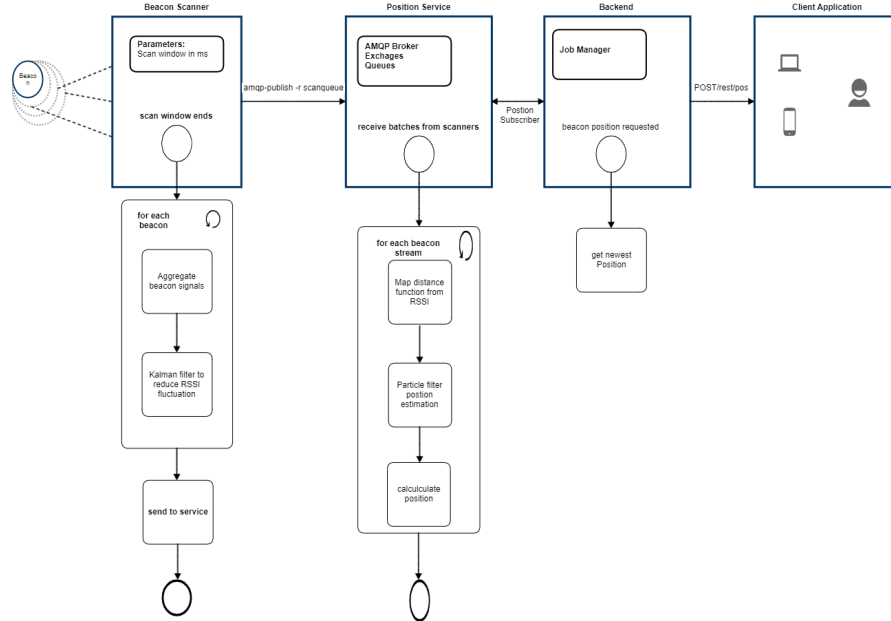 Beacon Scanner
Position Service
Backend
Client Application
Beaco
n
Parameters:
Scan window in ms
scan window ends
amqp-publish -r scanqueue
AMQP Broker
Exchages
Queues
receive batches from scanners
Postion
Subscriber
Job Manager
beacon position requested
POST/rest/pos
for each
beacon
Aggregate
beacon signals
Kalman filter to
reduce RSSI
fluctuation
send to service
for each beacon
stream
Map distance
function from
RSSI
Particle filter
postion
estimation
calculculate
position
get newest
Position